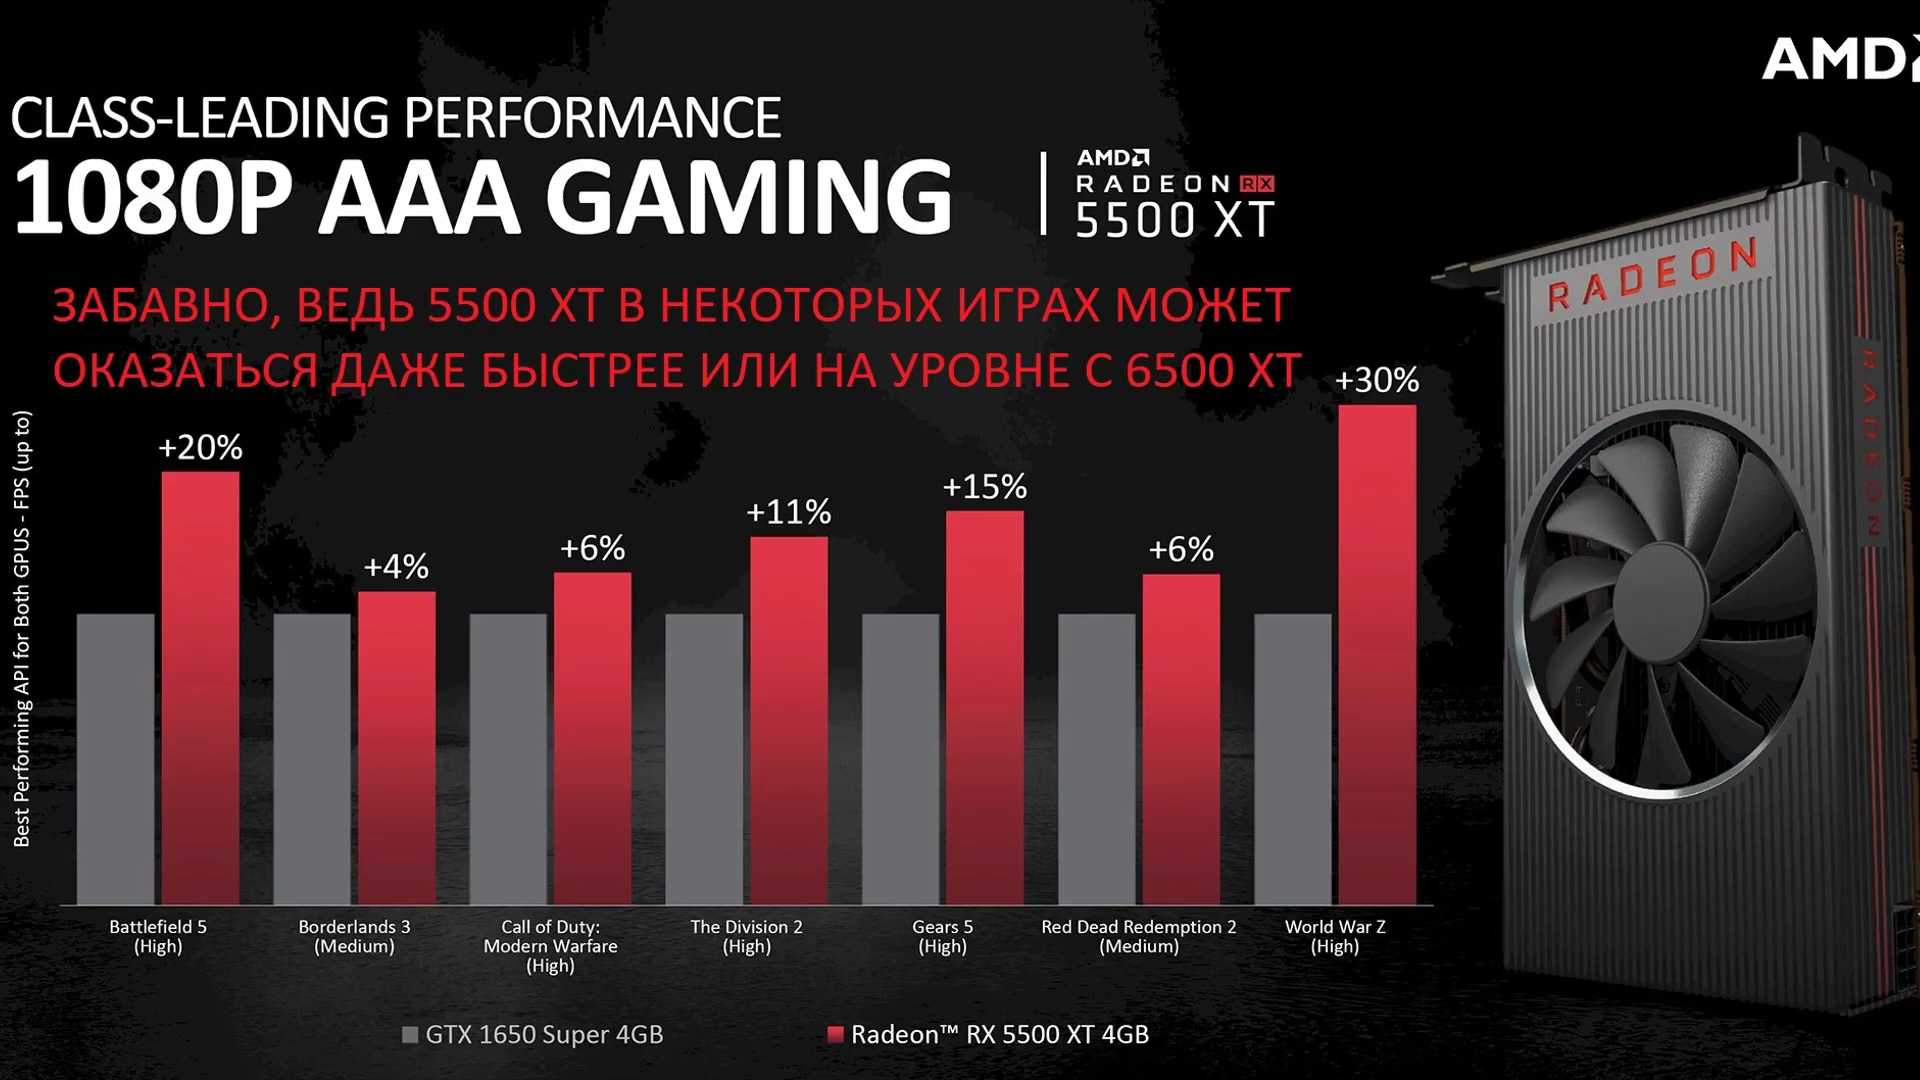 AMD
CLASS-LEADING PERFORMANCE
1080P AAA GAMING
AMD
RADEON RX
5500 XT
RADEON
RADEON
ЗАБАВНО, ВЕДЬ 5500 XT В НЕКОТОРЫХ ИГРАХ МОЖЕТ
ОКАЗАТЬСЯ ДАЖЕ БЫСТРЕЕ ИЛИ НА УРОВНЕ С 6500 XT
Best Performing API for Both GPUS - FPS (up to)
+20%
+4%
+6%
+11%
+15%
+6%
+30%
Battlefield 5
(High)
Borderlands 3
(Medium)
Call of Duty:
Modern Warfare
(High)
The Division 2
(High)
Gears 5
(High)
Red Dead Redemption 2
(Medium)
World War Z
(High)
GTX 1650 Super 4GB
Radeon™ RX 5500 XT 4GB